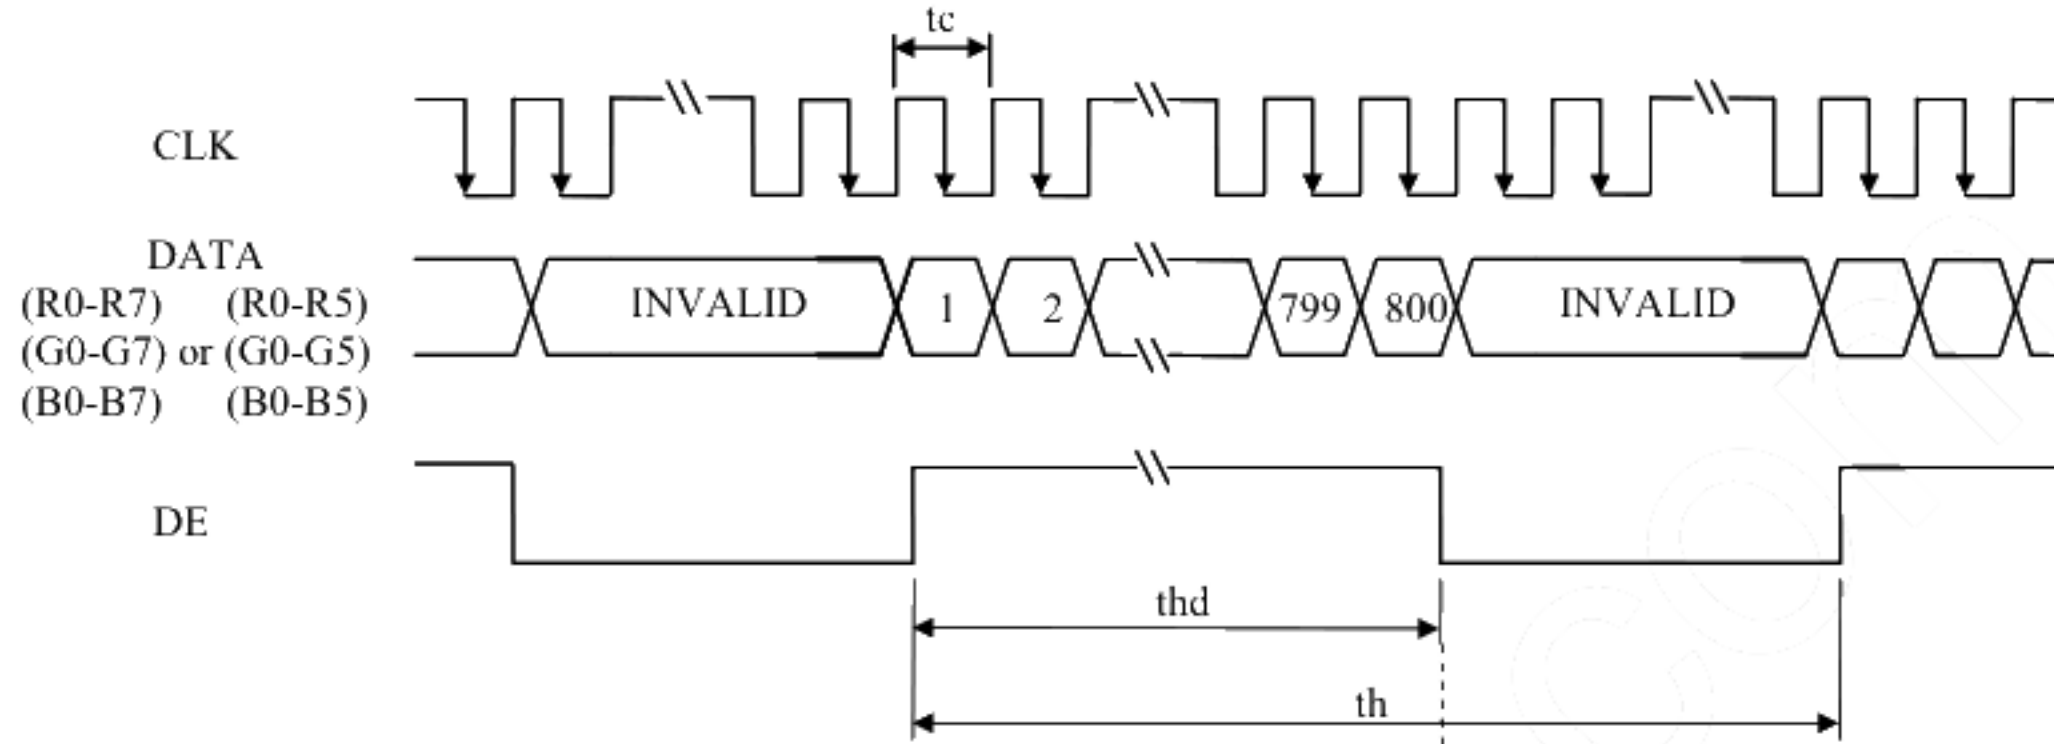 tc
CLK
DATA
(R0-R7) (R0-R5)
(G0-G7) or (G0-G5)
(B0-B7) (B0-B5)
INVALID 1 2 799 800 INVALID
DE
thd
th